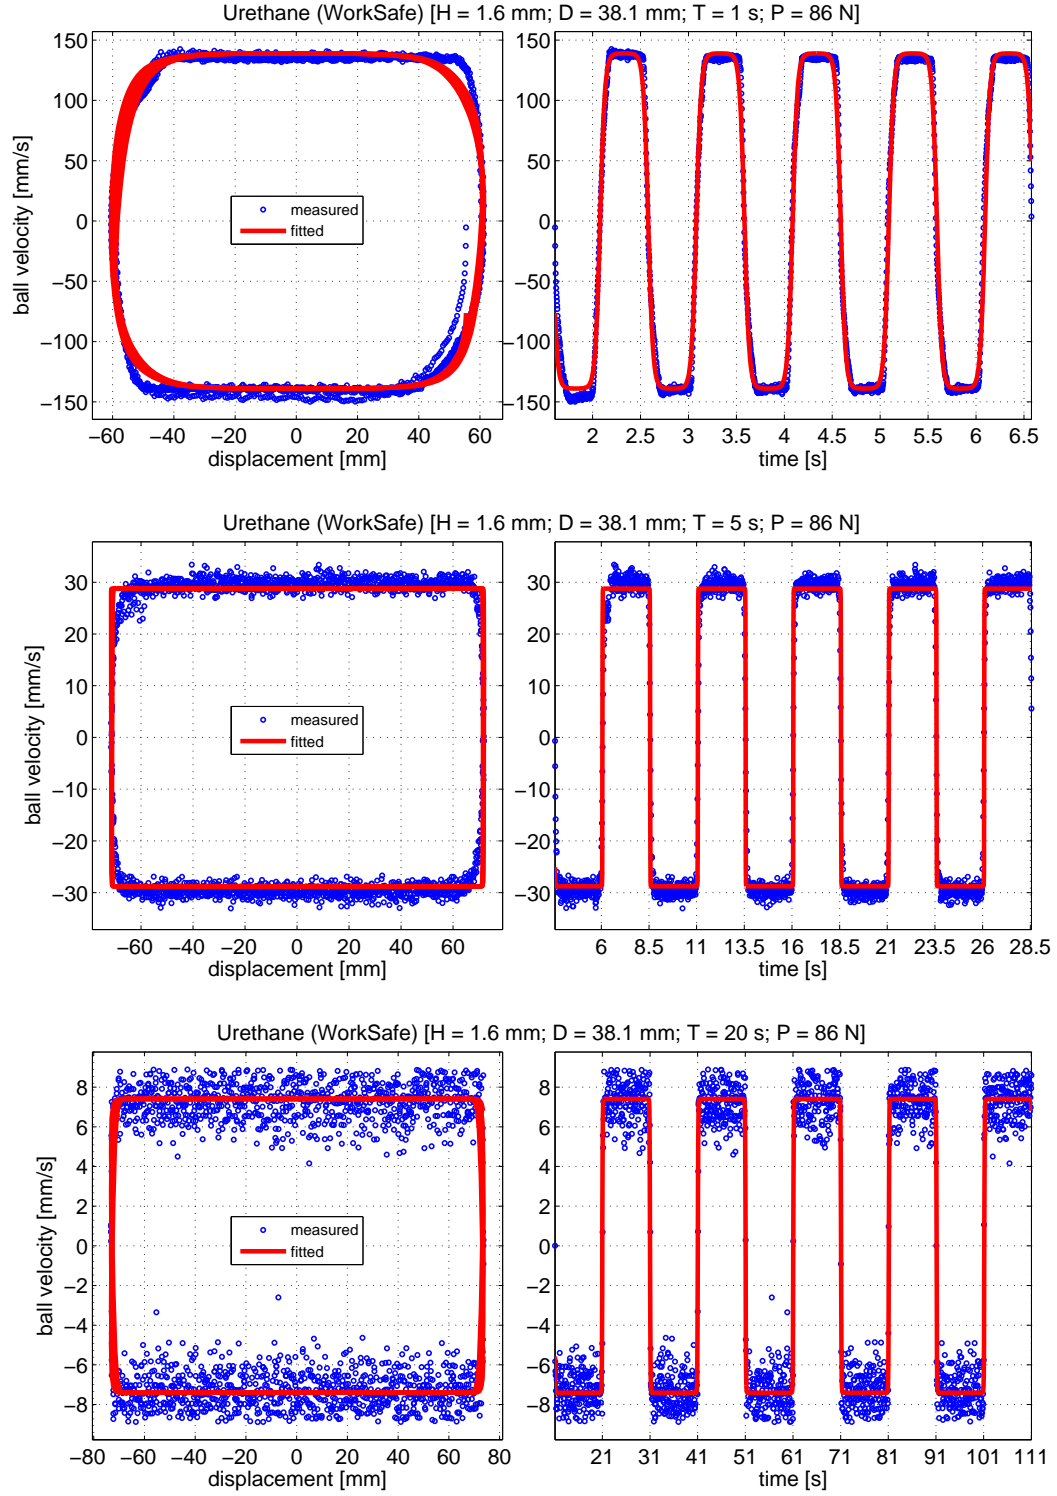 Urethane (WorkSafe) [H = 1.6 mm; D = 38.1 mm; T = 1 s; P = 86 N]
ball velocity [mm/s]
150
100
50
0
−50
−100
−150
−60 −40 −20 0 20 40 60
displacement [mm]
measured
fitted
150
100
50
0
−50
−100
−150
2 2.5 3 3.5 4 4.5 5 5.5 6 6.5
time [s]
Urethane (WorkSafe) [H = 1.6 mm; D = 38.1 mm; T = 5 s; P = 86 N]
ball velocity [mm/s]
30
20
10
0
−10
−20
−30
−60 −40 −20 0 20 40 60
displacement [mm]
measured
fitted
30
20
10
0
−10
−20
−30
6 8.5 11 13.5 16 18.5 21 23.5 26 28.5
time [s]
Urethane (WorkSafe) [H = 1.6 mm; D = 38.1 mm; T = 20 s; P = 86 N]
ball velocity [mm/s]
8
6
4
2
0
−2
−4
−6
−8
−80 −60 −40 −20 0 20 40 60 80
displacement [mm]
measured
fitted
8
6
4
2
0
−2
−4
−6
−8
21 31 41 51 61 71 81 91 101 111
time [s]